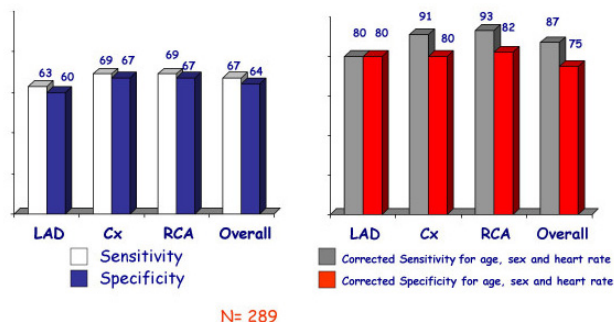 63 60 69 67 69 67 67 64
LAD Cx RCA Overall
Sensitivity
Specificity
80 80 91 80 93 82 87 75
LAD Cx RCA Overall
Corrected Sensitivity for age, sex and heart rate
Corrected Specificity for age, sex and heart rate
N= 289